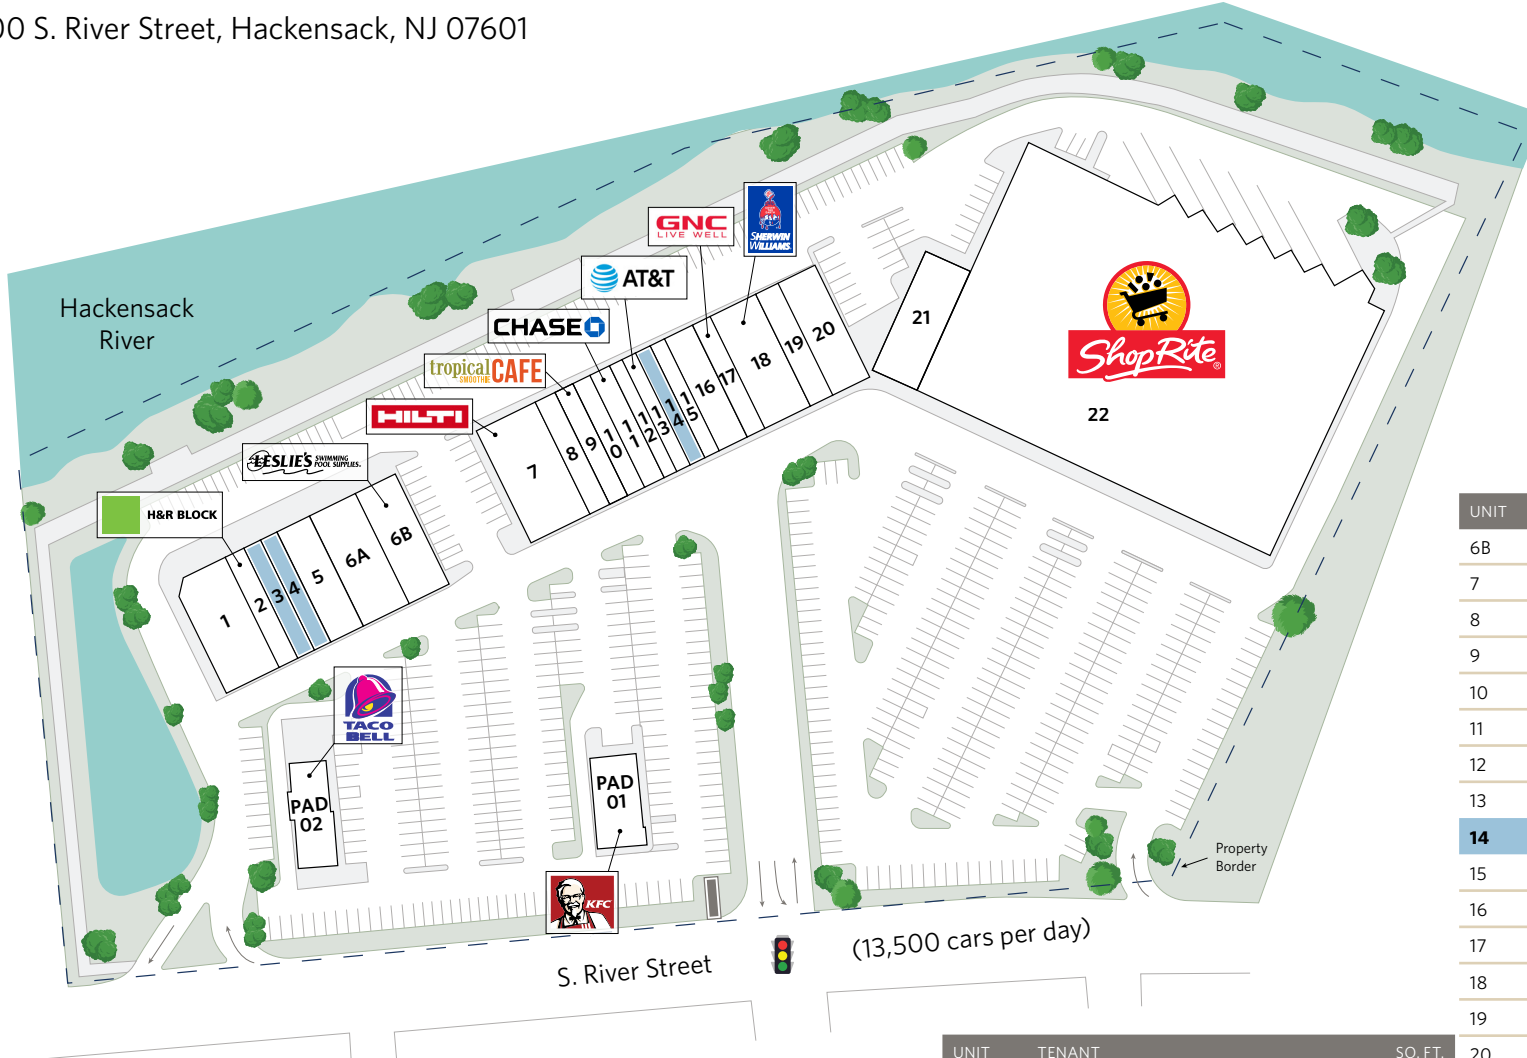 00 S. River Street, Hackensack, NJ 07601
Hackensack
River
GNC
LIVE WELL
SHERWIN
WILLIAMS
AT&T
CHASE
tropical
SMOOTHIE
CAFE
HILTI
LESLIE'S
SWIMMING
POOL SUPPLIES.
H&R BLOCK
1
2
3
4
5
6A
6B
7
8
9
10
11
12
13
14
15
16
17
18
19
20
21
ShopRite
22
TACO
BELL
PAD
02
PAD
01
KFC
Property
Border
S. River Street
(13,500 cars per day)
UNIT
6B
7
8
9
10
11
12
13
14
15
16
17
18
19
20
UNIT TENANT SQ. FT.